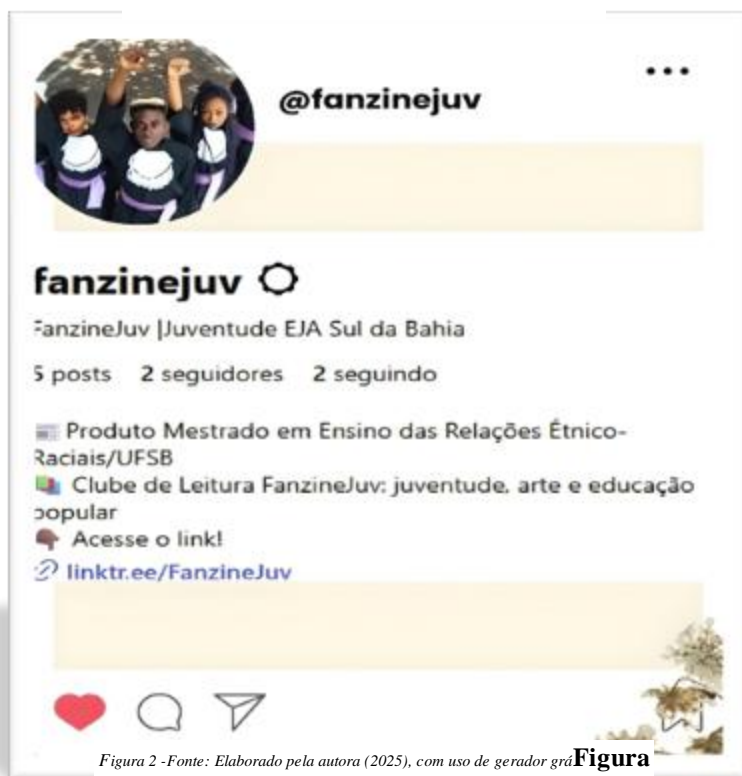 @fanzinejuv
fanzinejuv
FanzineJuv |Juventude EJA Sul da Bahia
5 posts 2 seguidores 2 seguindo
Produto Mestrado em Ensino das Relações Étnico-
Raciais/UFSB
Clube de Leitura FanzineJuv: juventude, arte e educação
popular
Acesse o link!
linktr.ee/FanzineJuv
Figura 2 -Fonte: Elaborado pela autora (2025), com uso de gerador grá Figura